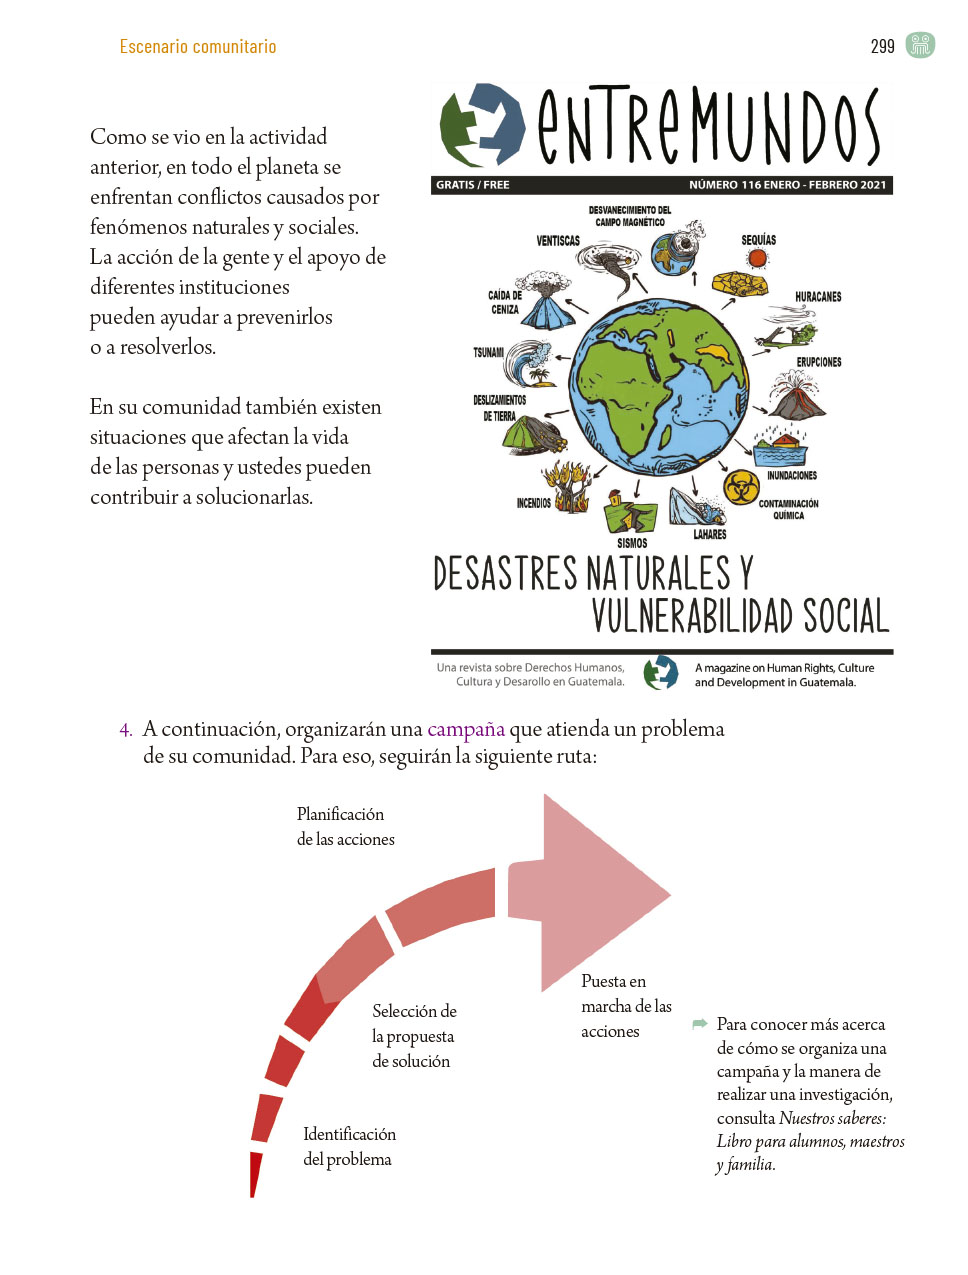 Escenario comunitario
299
Como se vio en la actividad
anterior, en todo el planeta se
enfrentan conflictos causados por
fenómenos naturales y sociales.
La acción de la gente y el apoyo de
diferentes instituciones
pueden ayudar a prevenirlos
o a resolverlos.
En su comunidad también existen
situaciones que afectan la vida
de las personas y ustedes pueden
contribuir a solucionarlas.
eNTReMUNDOS
GRATIS / FREE
NÚMERO 116 ENERO - FEBRERO 2021
DESVANECIMIENTO DEL
CAMPO MAGNÉTICO
VENTISCAS
SEQUÍAS
CAÍDA DE
CENIZA
HURACANES
TSUNAMI
ERUPCIONES
DESLIZAMIENTOS
DE TIERRA
INUNDACIONES
INCENDIOS
CONTAMINACIÓN
QUÍMICA
LAHARES
SISMOS
DESASTRES NATURALES Y
VULNERABILIDAD SOCIAL
Una revista sobre Derechos Humanos,
Cultura y Desarollo en Guatemala.
A magazine on Human Rights, Culture
and Development in Guatemala.
4. A continuación, organizarán una campaña que atienda un problema
de su comunidad. Para eso, seguirán la siguiente ruta:
Planificación
de las acciones
Puesta en
marcha de las
acciones
Selección de
la propuesta
de solución
Identificación
del problema
Para conocer más acerca
de cómo se organiza una
campaña y la manera de
realizar una investigación,
consulta Nuestros saberes:
Libro para alumnos, maestros
y familia.